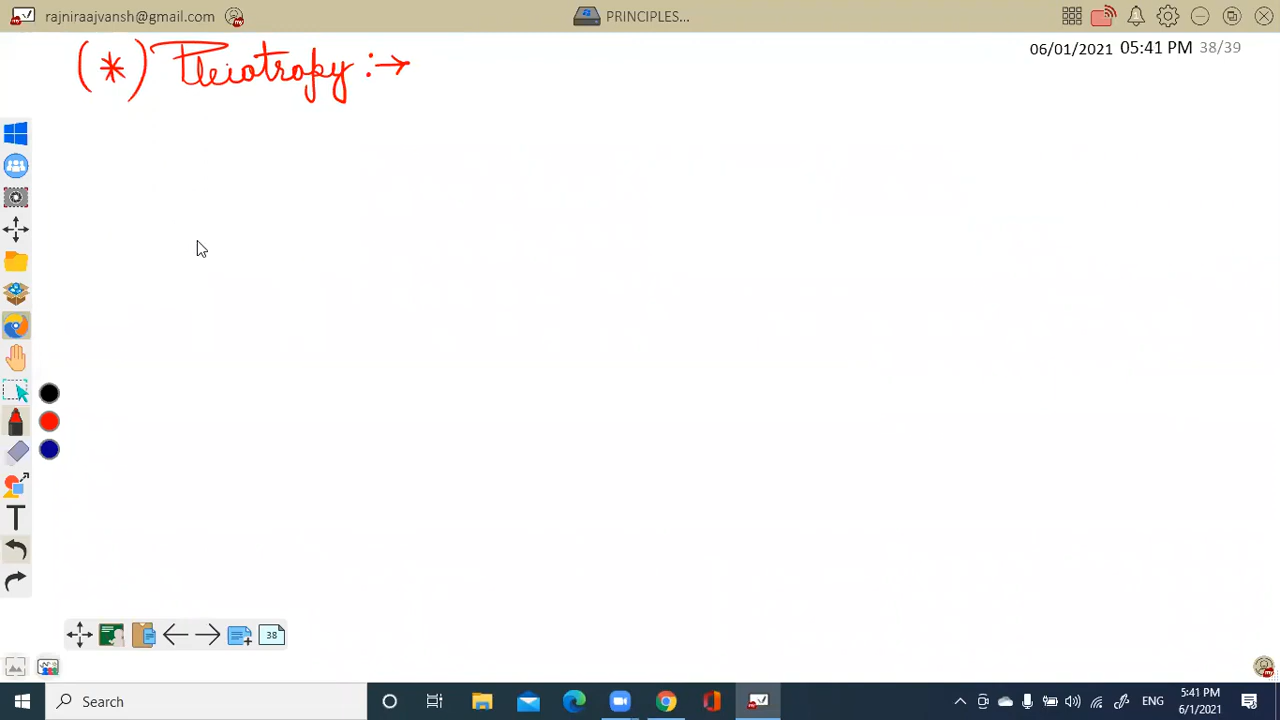 rajniraajvansh@gmail.com
PRINCIPLES...
06/01/2021 05:41 PM 38/39
(*) Pleiotropy :→
T
38
Search
ENG
5:41 PM
6/1/2021